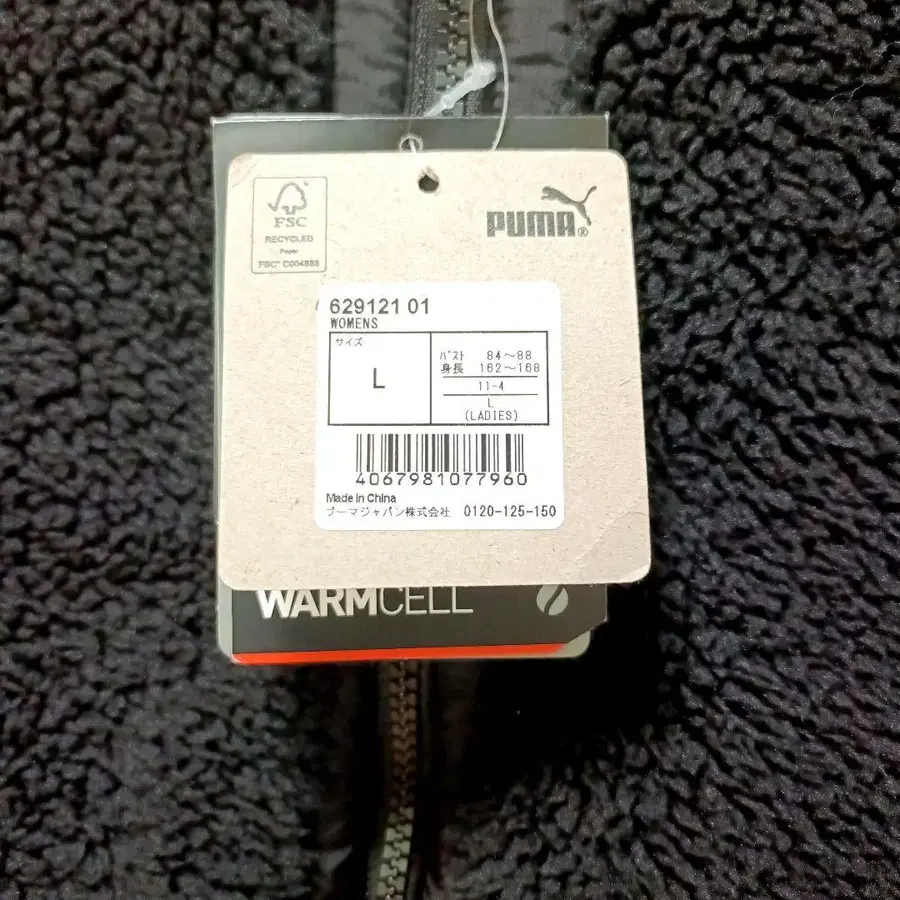 FSC
RECYCLED
Paper
FSC® C004883
PUMA®
629121 01
WOMENS
サイズ
L
バスト 84～88
身長 162～168
11-4
L
(LADIES)
4067981077960
Made in China
プーマジャパン株式会社 0120-125-150
WARMCELL